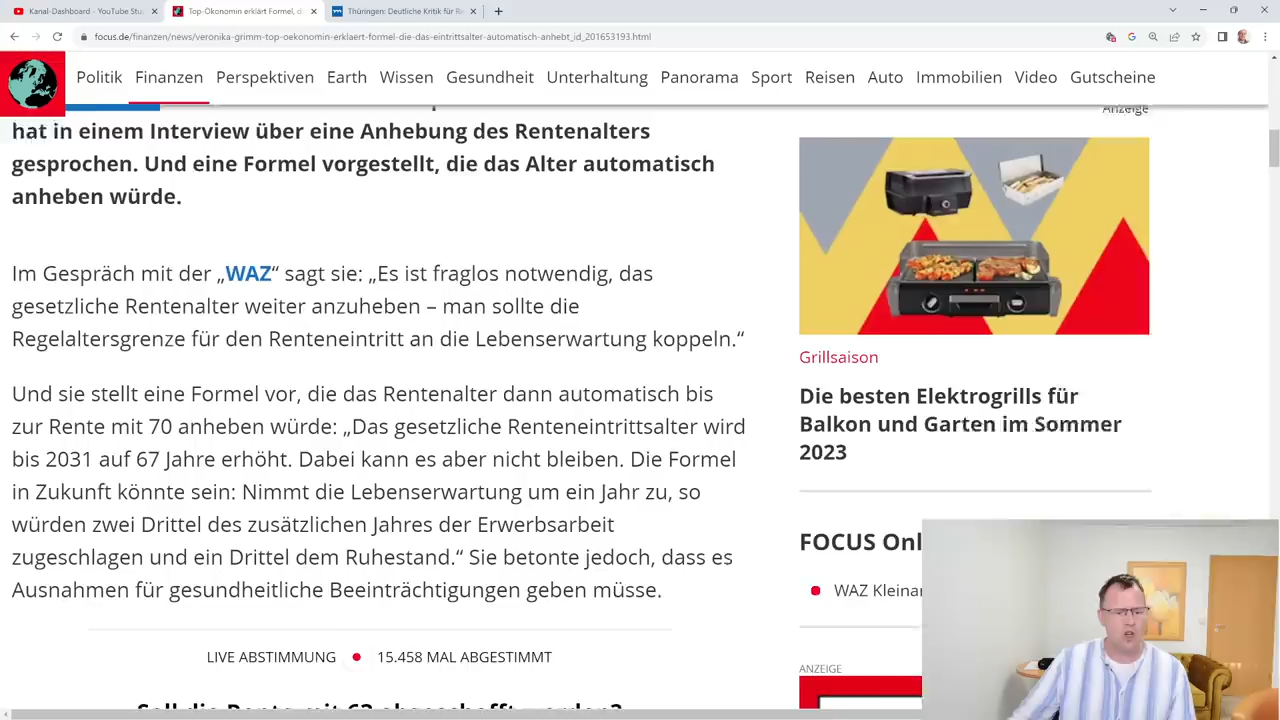 Kanal-Dashboard - YouTube Stu
Top-Ökonomin erklärt Formel, d
Thüringen: Deutliche Kritik für R
focus.de/finanzen/news/veronika-grimm-top-oekonomin-erklaert-formel-die-das-eintrittsalter-automatisch-anhebt_id_201653193.html
Politik Finanzen Perspektiven Earth Wissen Gesundheit Unterhaltung Panorama Sport Reisen Auto Immobilien Video Gutscheine
hat in einem Interview über eine Anhebung des Rentenalters
gesprochen. Und eine Formel vorgestellt, die das Alter automatisch
anheben würde.
Im Gespräch mit der „WAZ“ sagt sie: „Es ist fraglos notwendig, das
gesetzliche Rentenalter weiter anzuheben – man sollte die
Regelaltersgrenze für den Renteneintritt an die Lebenserwartung koppeln.“
Und sie stellt eine Formel vor, die das Rentenalter dann automatisch bis
zur Rente mit 70 anheben würde: „Das gesetzliche Renteneintrittsalter wird
bis 2031 auf 67 Jahre erhöht. Dabei kann es aber nicht bleiben. Die Formel
in Zukunft könnte sein: Nimmt die Lebenserwartung um ein Jahr zu, so
würden zwei Drittel des zusätzlichen Jahres der Erwerbsarbeit
zugeschlagen und ein Drittel dem Ruhestand.“ Sie betonte jedoch, dass es
Ausnahmen für gesundheitliche Beeinträchtigungen geben müsse.
LIVE ABSTIMMUNG 15.458 MAL ABGESTIMMT
Soll die Rente mit 63 abgeschafft werden?
Anzeige
Grillsaison
Die besten Elektrogrills für
Balkon und Garten im Sommer
2023
FOCUS Onl
WAZ Kleinan
ANZEIGE